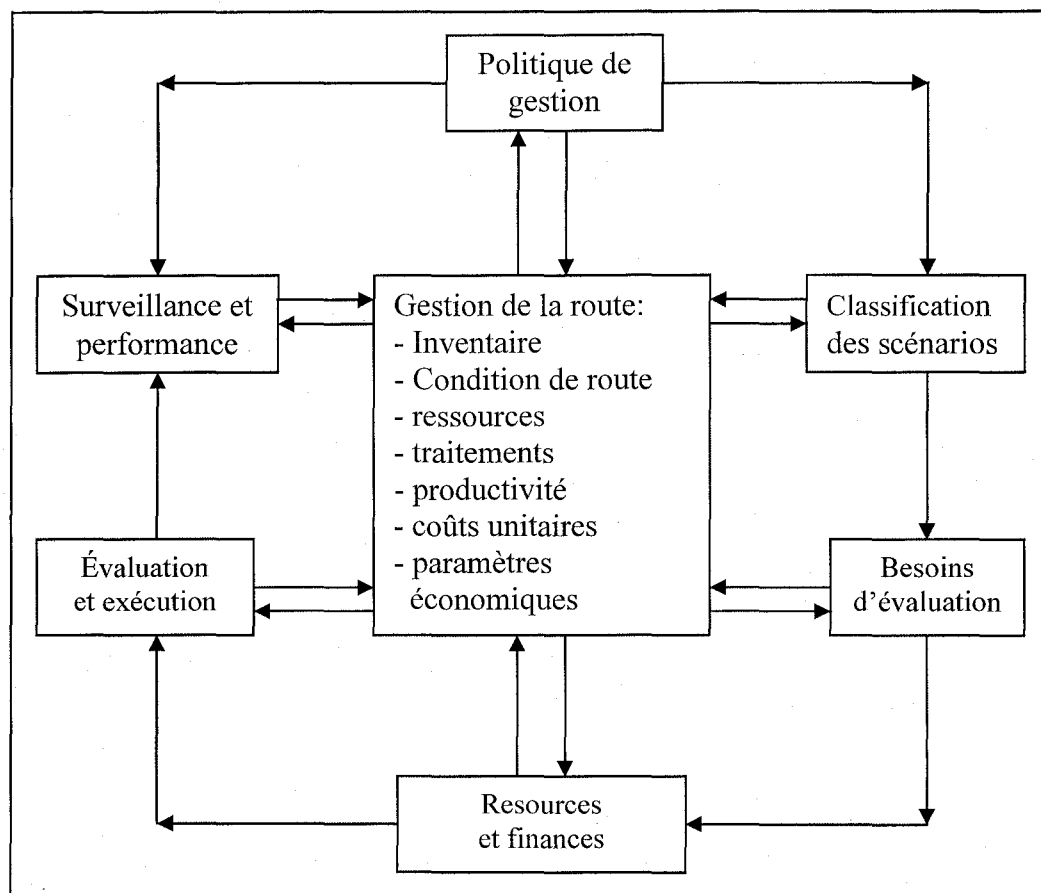 Politique de
gestion
Surveillance et
performance
Gestion de la route:
- Inventaire
- Condition de route
- ressources
- traitements
- productivité
- coûts unitaires
- paramètres
économiques
Classification
des scénarios
Évaluation
et exécution
Besoins
d'évaluation
Resources
et finances